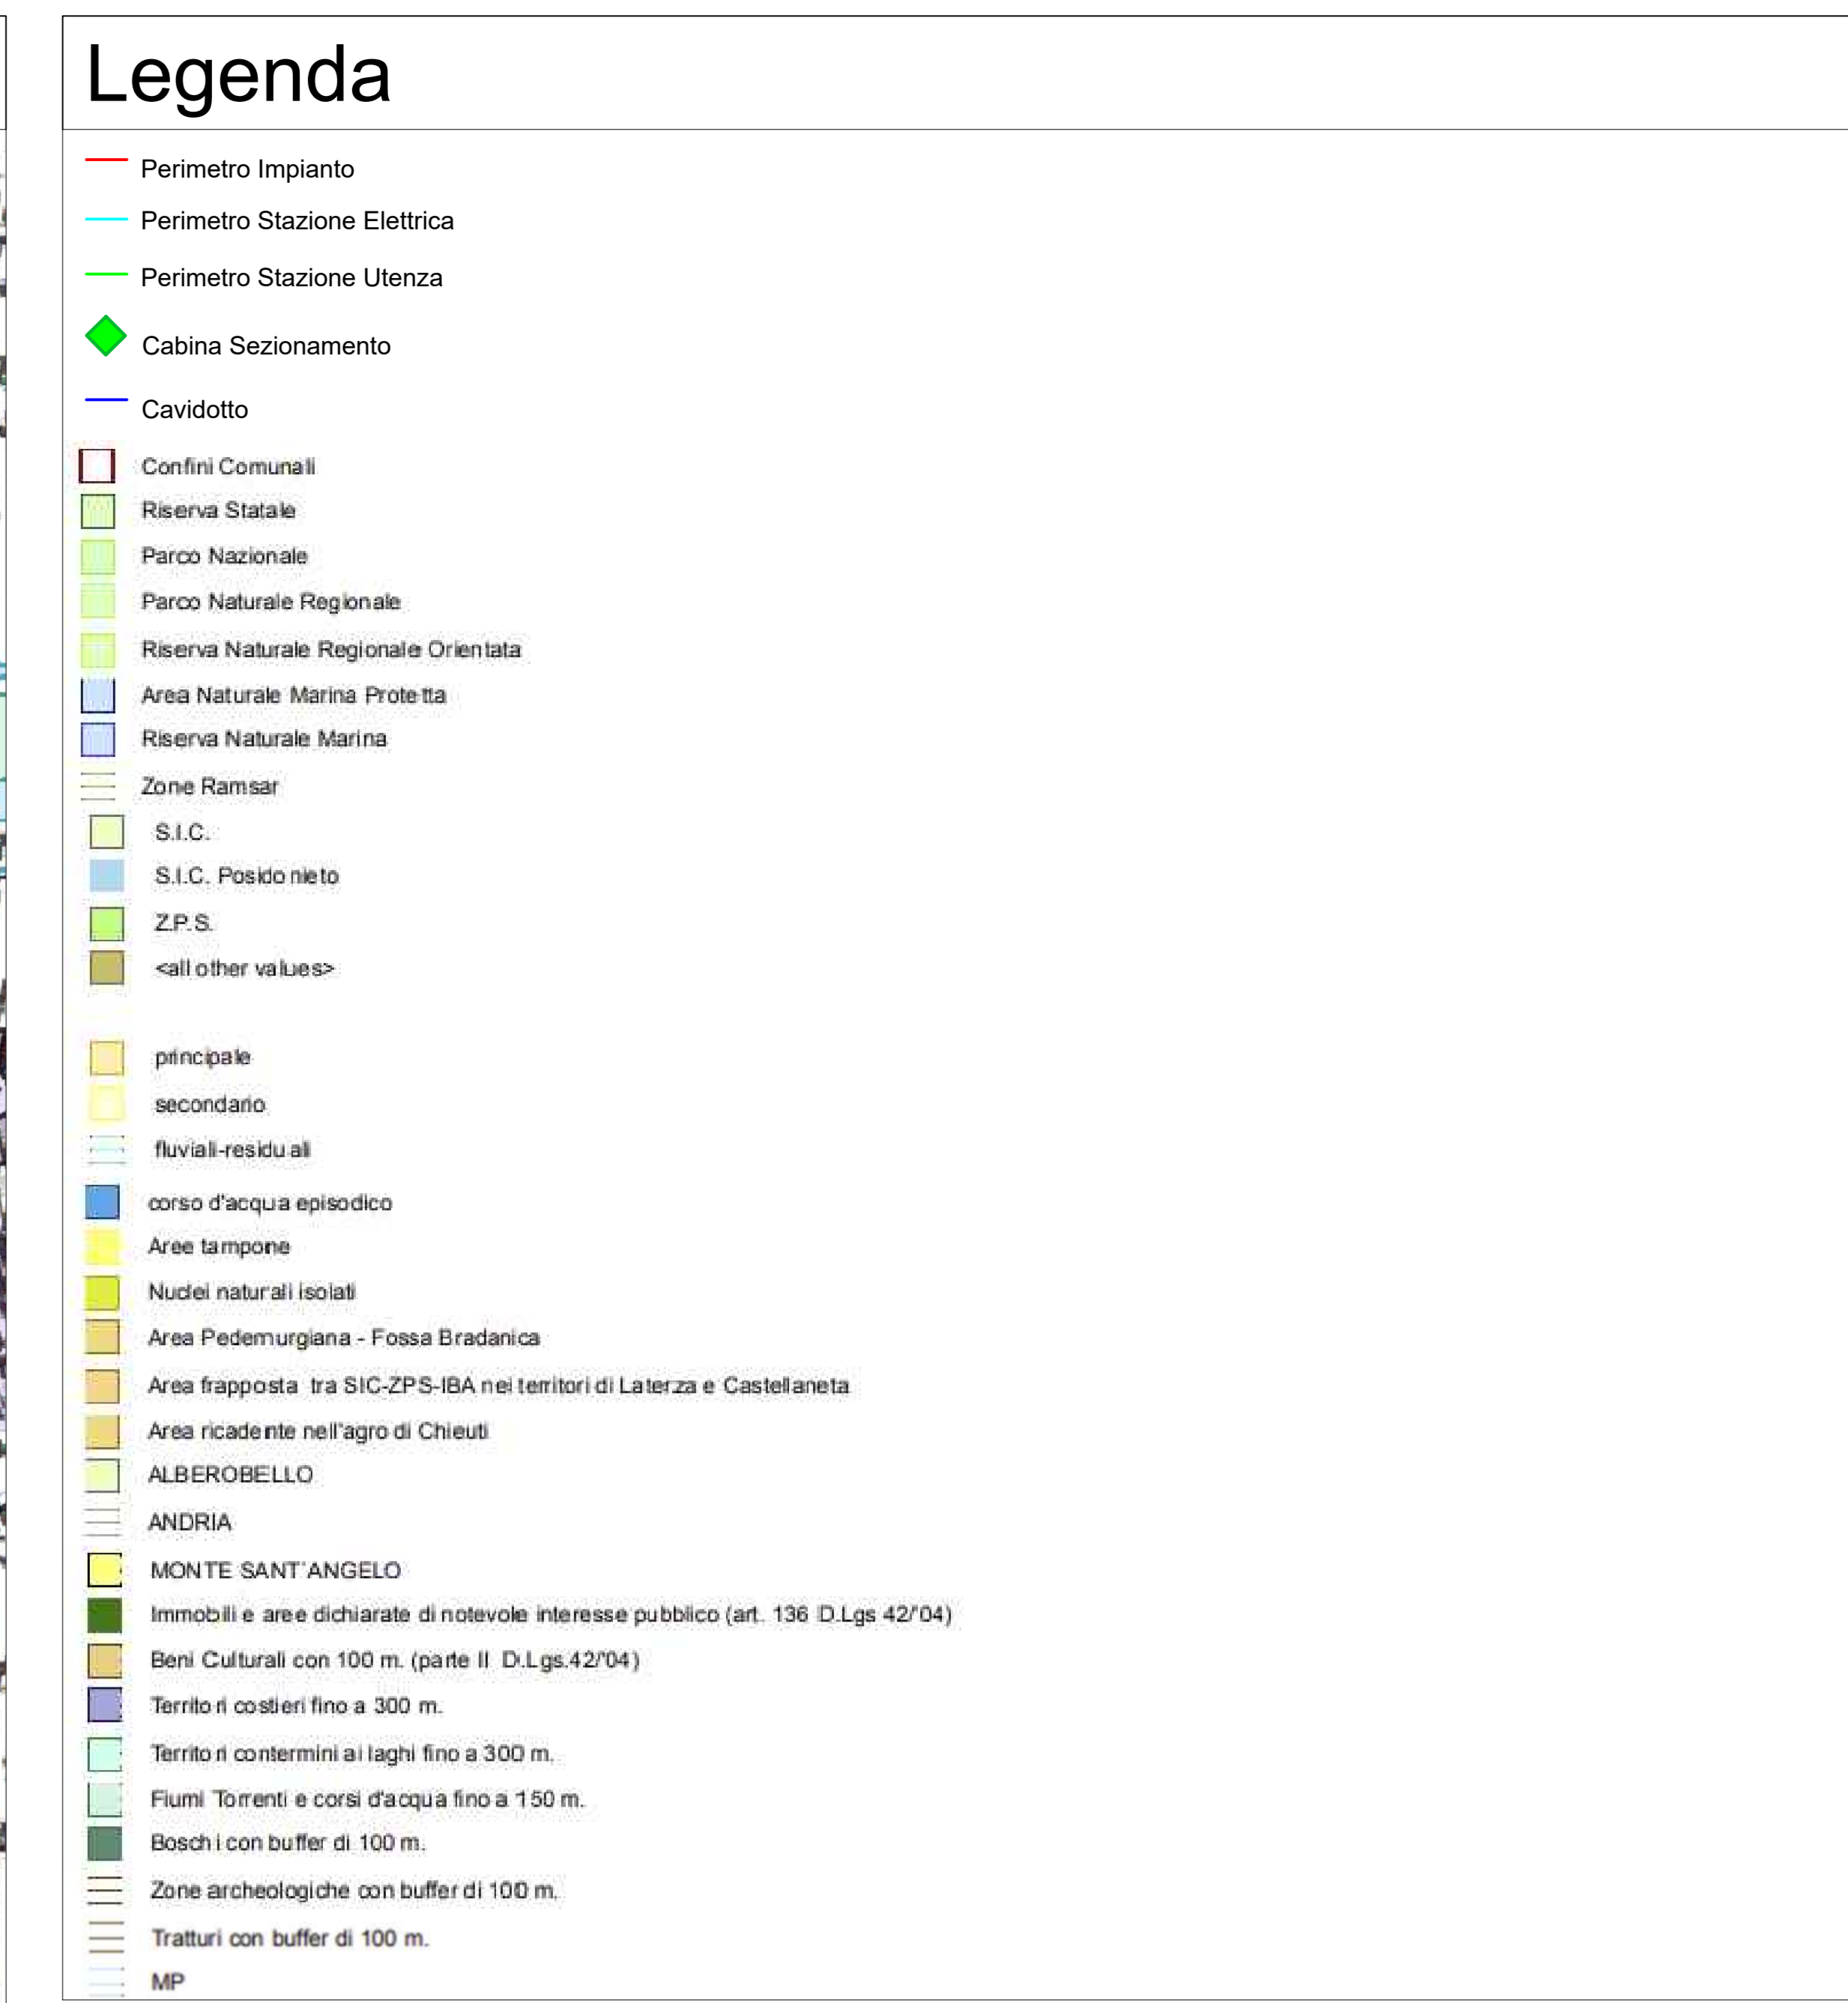 Legenda
Perimetro Impianto
Perimetro Stazione Elettrica
Perimetro Stazione Utenza
Cabina Sezionamento
Cavidotto
Confini Comunali
Riserva Statale
Parco Nazionale
Parco Naturale Regionale
Riserva Naturale Regionale Orientata
Area Naturale Marina Protetta
Riserva Naturale Marina
Zone Ramsar
S.I.C.
S.I.C. Posidonieto
Z.P.S.
<all other values>
principale
secondario
fluviali-residuali
corso d'acqua episodico
Aree tampone
Nuclei naturali isolati
Area Pedemurgiana - Fossa Bradanica
Area frapposta tra SIC-ZPS-IBA nei territori di Laterza e Castellaneta
Area ricadente nell'agro di Chieuti
ALBEROBELLO
ANDRIA
MONTE SANT'ANGELO
Immobili e aree dichiarate di notevole interesse pubblico (art. 136 D.Lgs 42/'04)
Beni Culturali con 100 m. (parte II D.Lgs.42/'04)
Territori costieri fino a 300 m.
Territori contermini ai laghi fino a 300 m.
Fiumi Torrenti e corsi d'acqua fino a 150 m.
Boschi con buffer di 100 m.
Zone archeologiche con buffer di 100 m.
Tratturi con buffer di 100 m.
MP